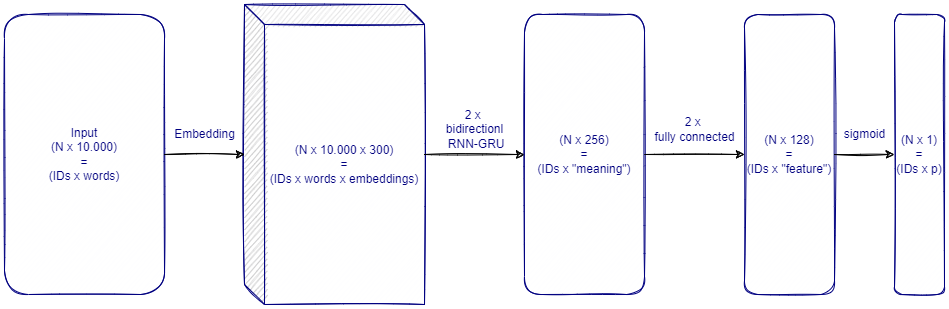 Input
(N x 10.000)
=
(IDs x words)
Embedding
(N x 10.000 x 300)
=
(IDs x words x embeddings)
2 x
bidirectionl
RNN-GRU
(N x 256)
=
(IDs x "meaning")
2 x
fully connected
(N x 128)
=
(IDs x "feature")
sigmoid
(N x 1)
=
(IDs x p)